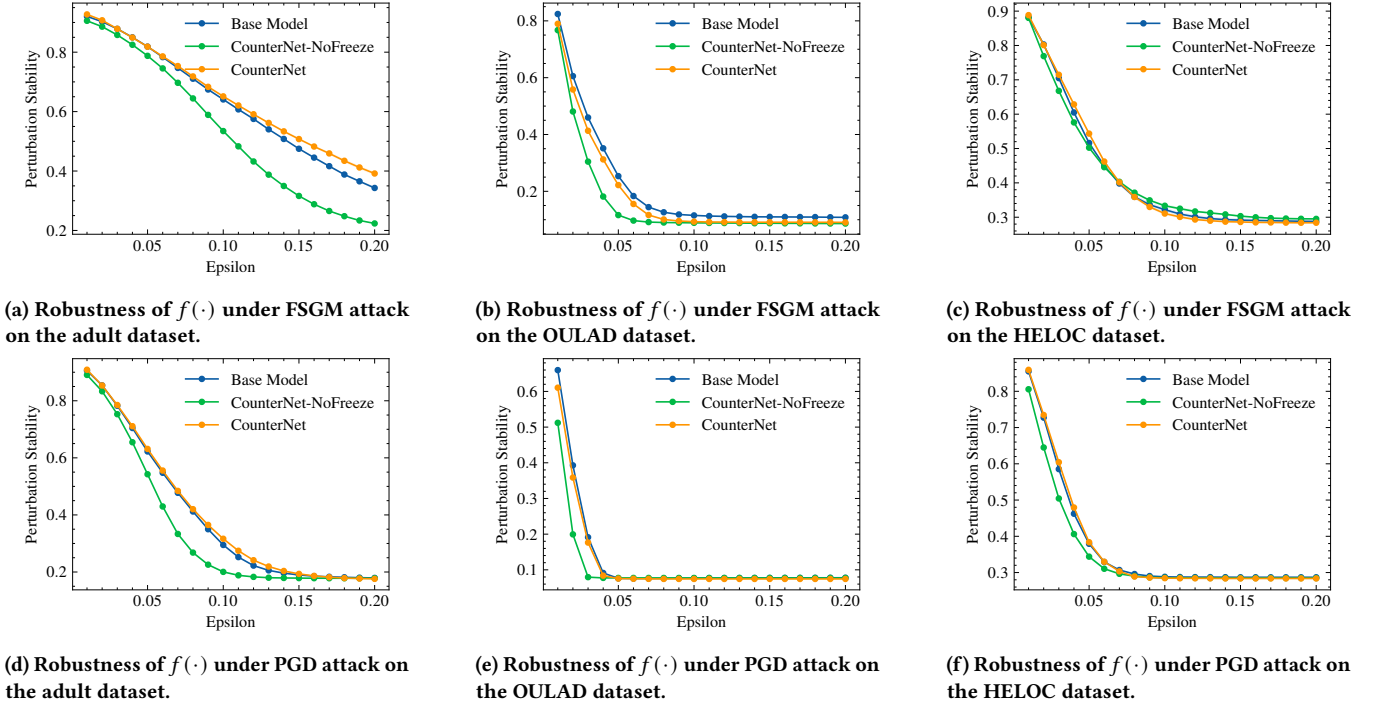 Perturbation Stability
0.8
0.6
0.4
0.2
Base Model
CounterNet-NoFreeze
CounterNet
0.05
0.10
0.15
0.20
Epsilon
(a) Robustness of f(·) under FSGM attack
on the adult dataset.
Perturbation Stability
0.8
0.6
0.4
0.2
Base Model
CounterNet-NoFreeze
CounterNet
0.05
0.10
0.15
0.20
Epsilon
(b) Robustness of f(·) under FSGM attack
on the OULAD dataset.
Perturbation Stability
0.9
0.8
0.7
0.6
0.5
0.4
0.3
Base Model
CounterNet-NoFreeze
CounterNet
0.05
0.10
0.15
0.20
Epsilon
(c) Robustness of f(·) under FSGM attack
on the HELOC dataset.
Perturbation Stability
0.8
0.6
0.4
0.2
Base Model
CounterNet-NoFreeze
CounterNet
0.05
0.10
0.15
0.20
Epsilon
(d) Robustness of f(·) under PGD attack on
the adult dataset.
Perturbation Stability
0.6
0.5
0.4
0.3
0.2
0.1
Base Model
CounterNet-NoFreeze
CounterNet
0.05
0.10
0.15
0.20
Epsilon
(e) Robustness of f(·) under PGD attack on
the OULAD dataset.
Perturbation Stability
0.8
0.7
0.6
0.5
0.4
0.3
Base Model
CounterNet-NoFreeze
CounterNet
0.05
0.10
0.15
0.20
Epsilon
(f) Robustness of f(·) under PGD attack on
the HELOC dataset.